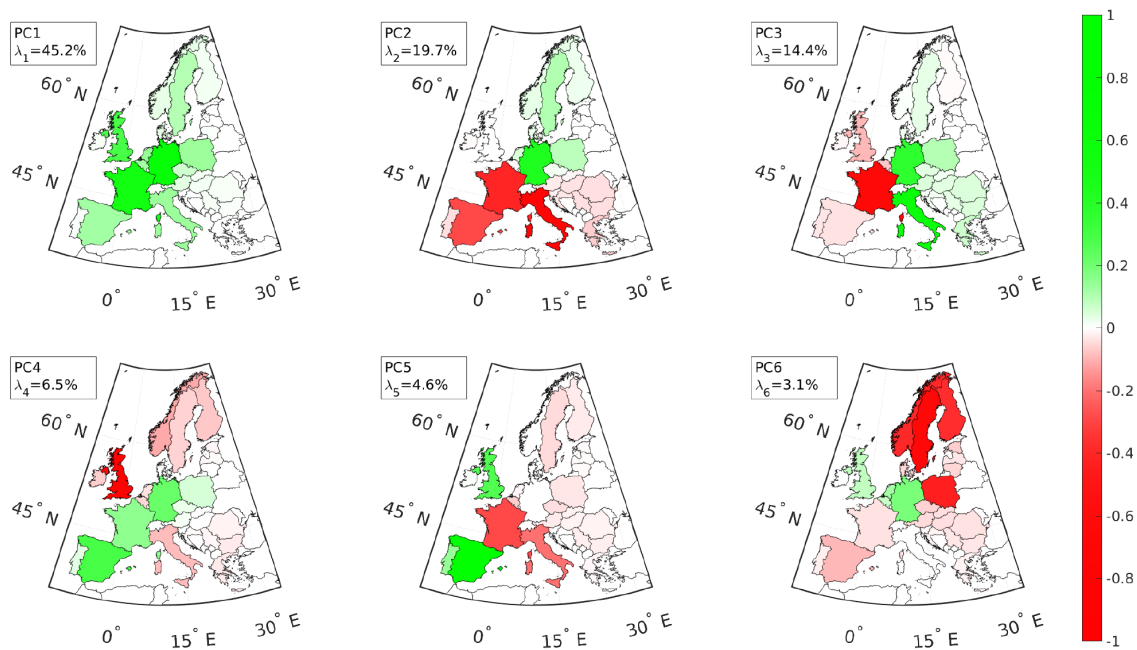 PC1
λ1=45.2%
60° N
45° N
0°
15° E
30° E
PC2
λ2=19.7%
60° N
45° N
0°
15° E
30° E
PC3
λ3=14.4%
60° N
45° N
0°
15° E
30° E
PC4
λ4=6.5%
60° N
45° N
0°
15° E
30° E
PC5
λ5=4.6%
60° N
45° N
0°
15° E
30° E
PC6
λ6=3.1%
60° N
45° N
0°
15° E
30° E
1
0.8
0.6
0.4
0.2
0
-0.2
-0.4
-0.6
-0.8
-1